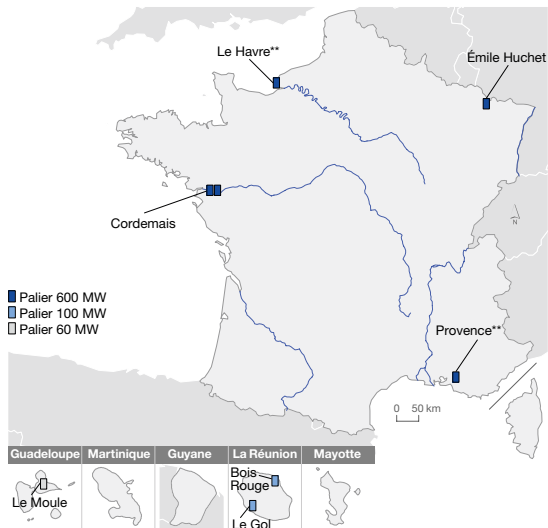 Le Havre**
Émile Huchet
Cordemais
Palier 600 MW
Palier 100 MW
Palier 60 MW
Provence**
N
0 50 km
Guadeloupe Martinique Guyane La Réunion Mayotte
Le Moule
Bois
Rouge
Le Gol